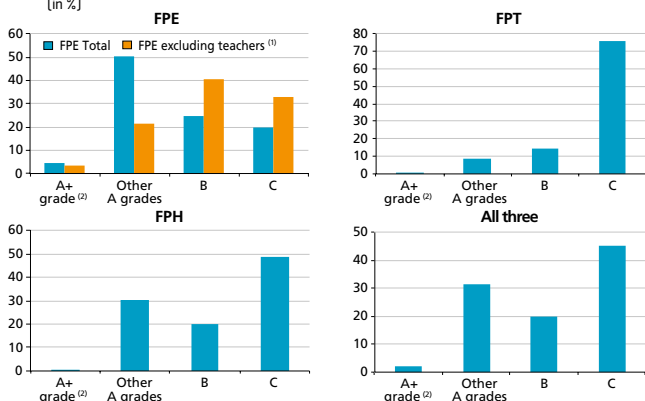 [in %]
FPE
60
50
40
30
20
10
0
FPE Total
FPE excluding teachers (1)
A+ grade (2)
Other A grades
B
C
FPT
80
70
60
50
40
30
20
10
0
A+ grade (2)
Other A grades
B
C
FPH
60
50
40
30
20
10
0
A+ grade (2)
Other A grades
B
C
All three
50
40
30
20
10
0
A+ grade (2)
Other A grades
B
C